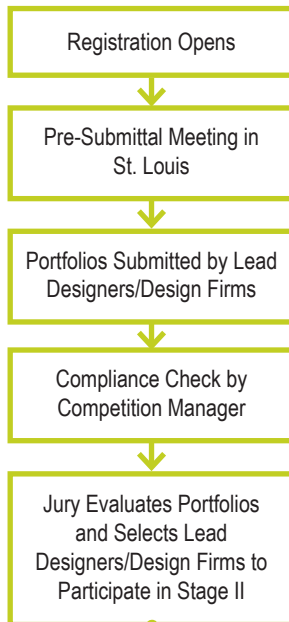 Registration Opens
Pre-Submittal Meeting in
St. Louis
Portfolios Submitted by Lead
Designers/Design Firms
Compliance Check by
Competition Manager
Jury Evaluates Portfolios
and Selects Lead
Designers/Design Firms to
Participate in Stage II